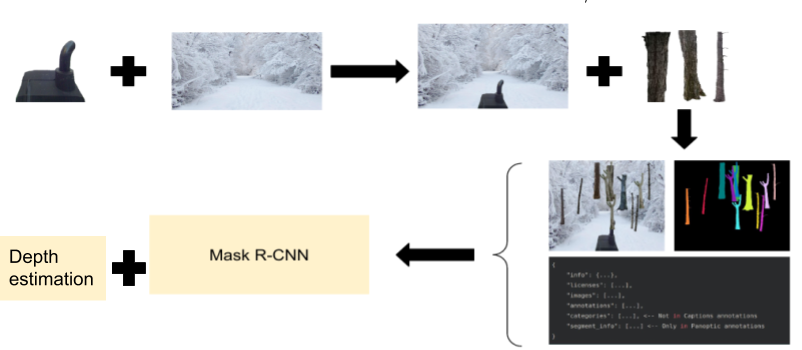 {
"info": [...],
"licenses": [...],
"images": [...],
"annotations": [...],
"categories": [...], <-- Not in Captions annotations
"segment_info": [...] <-- Only in Panoptic annotations
}
Mask R-CNN
Depth
estimation